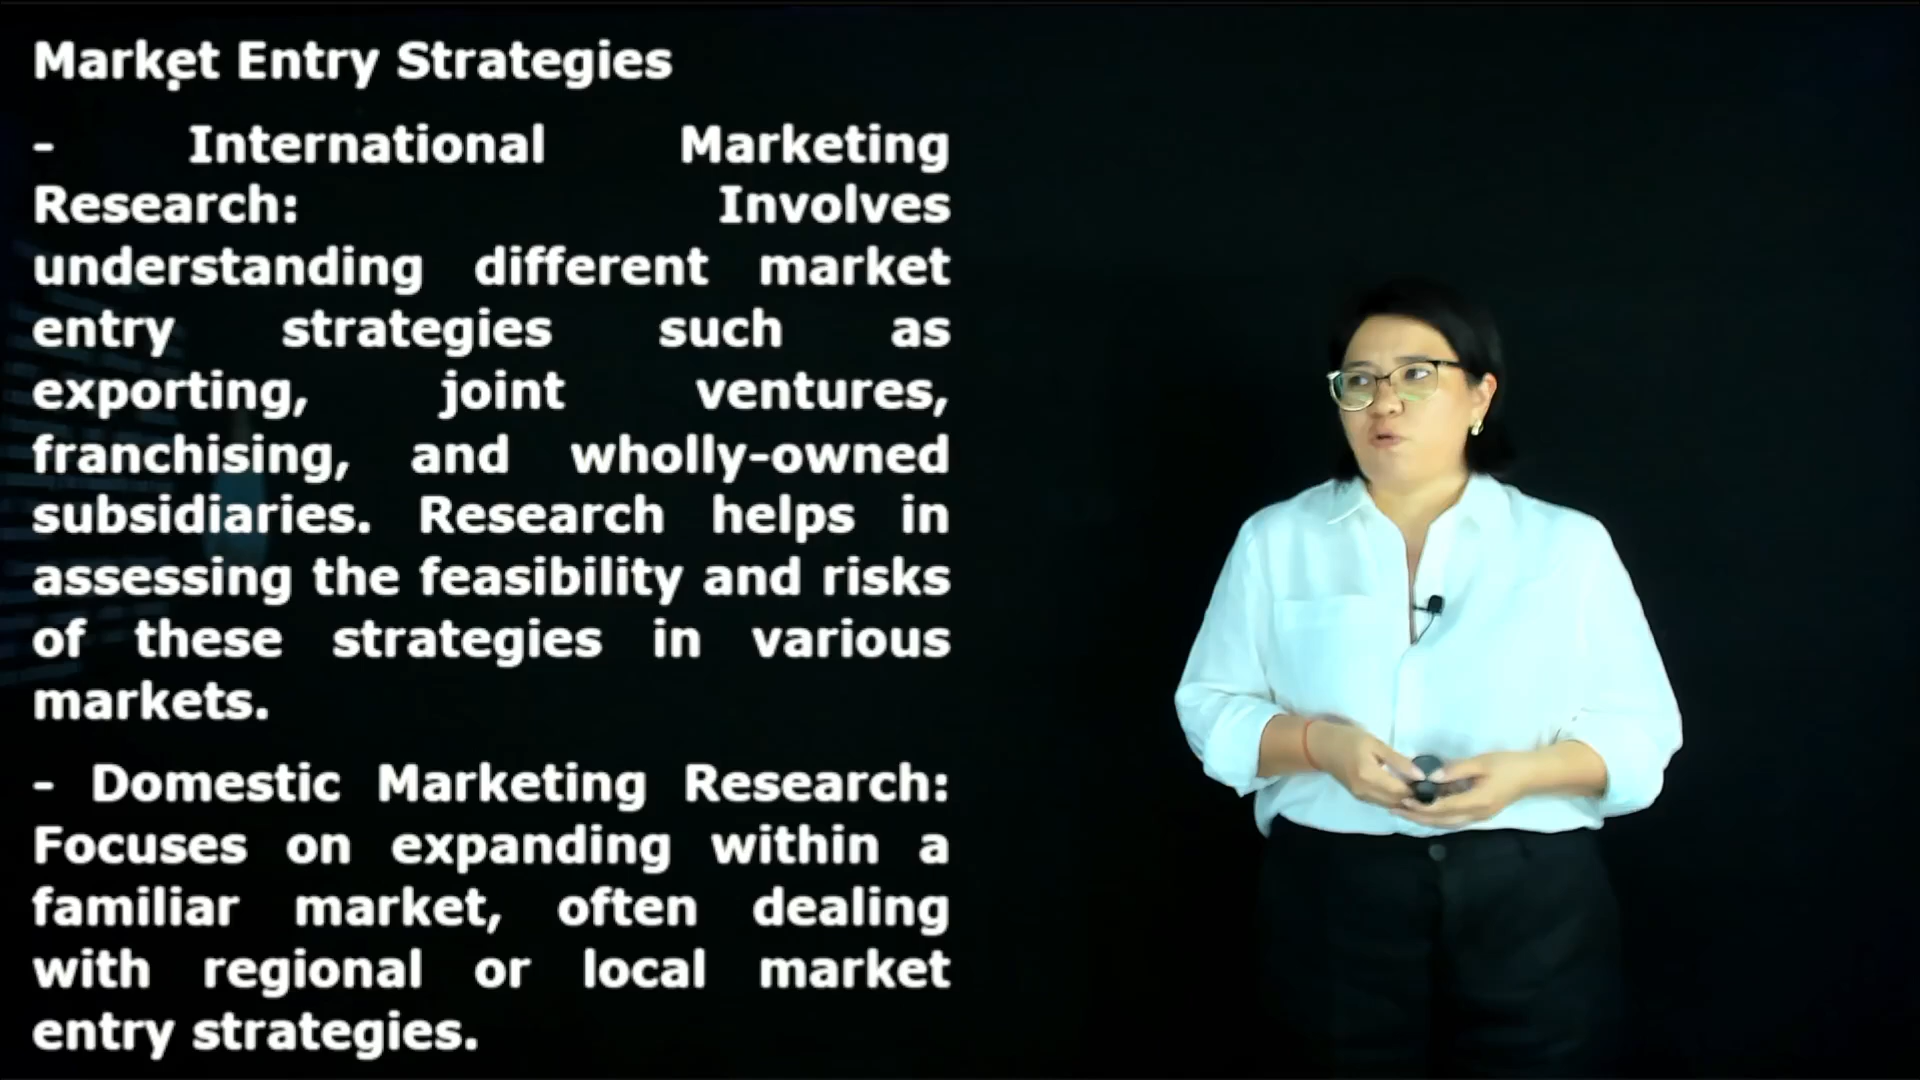 Market Entry Strategies
- International Marketing
Research: Involves
understanding different market
entry strategies such as
exporting, joint ventures,
franchising, and wholly-owned
subsidiaries. Research helps in
assessing the feasibility and risks
of these strategies in various
markets.
- Domestic Marketing Research:
Focuses on expanding within a
familiar market, often dealing
with regional or local market
entry strategies.